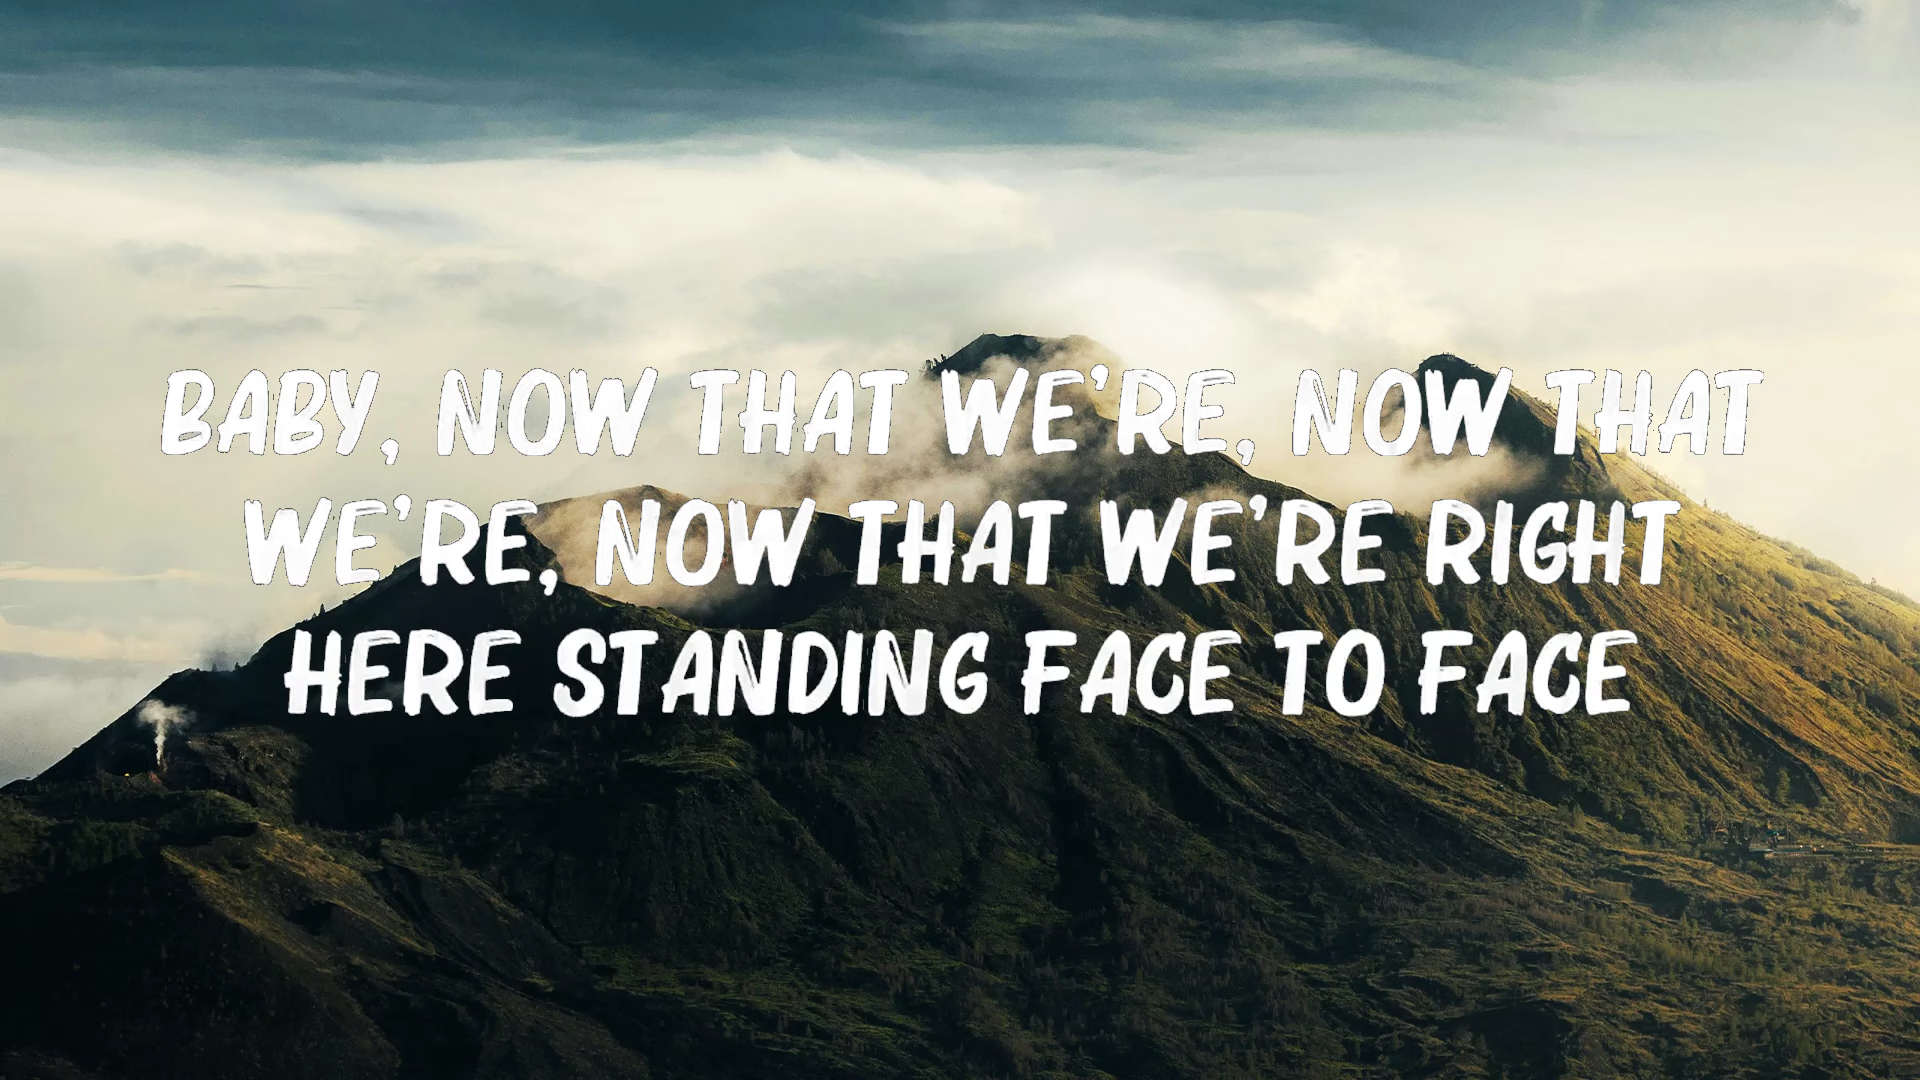 BABY, NOW THAT WE'RE, NOW THAT
WE'RE, NOW THAT WE'RE RIGHT
HERE STANDING FACE TO FACE